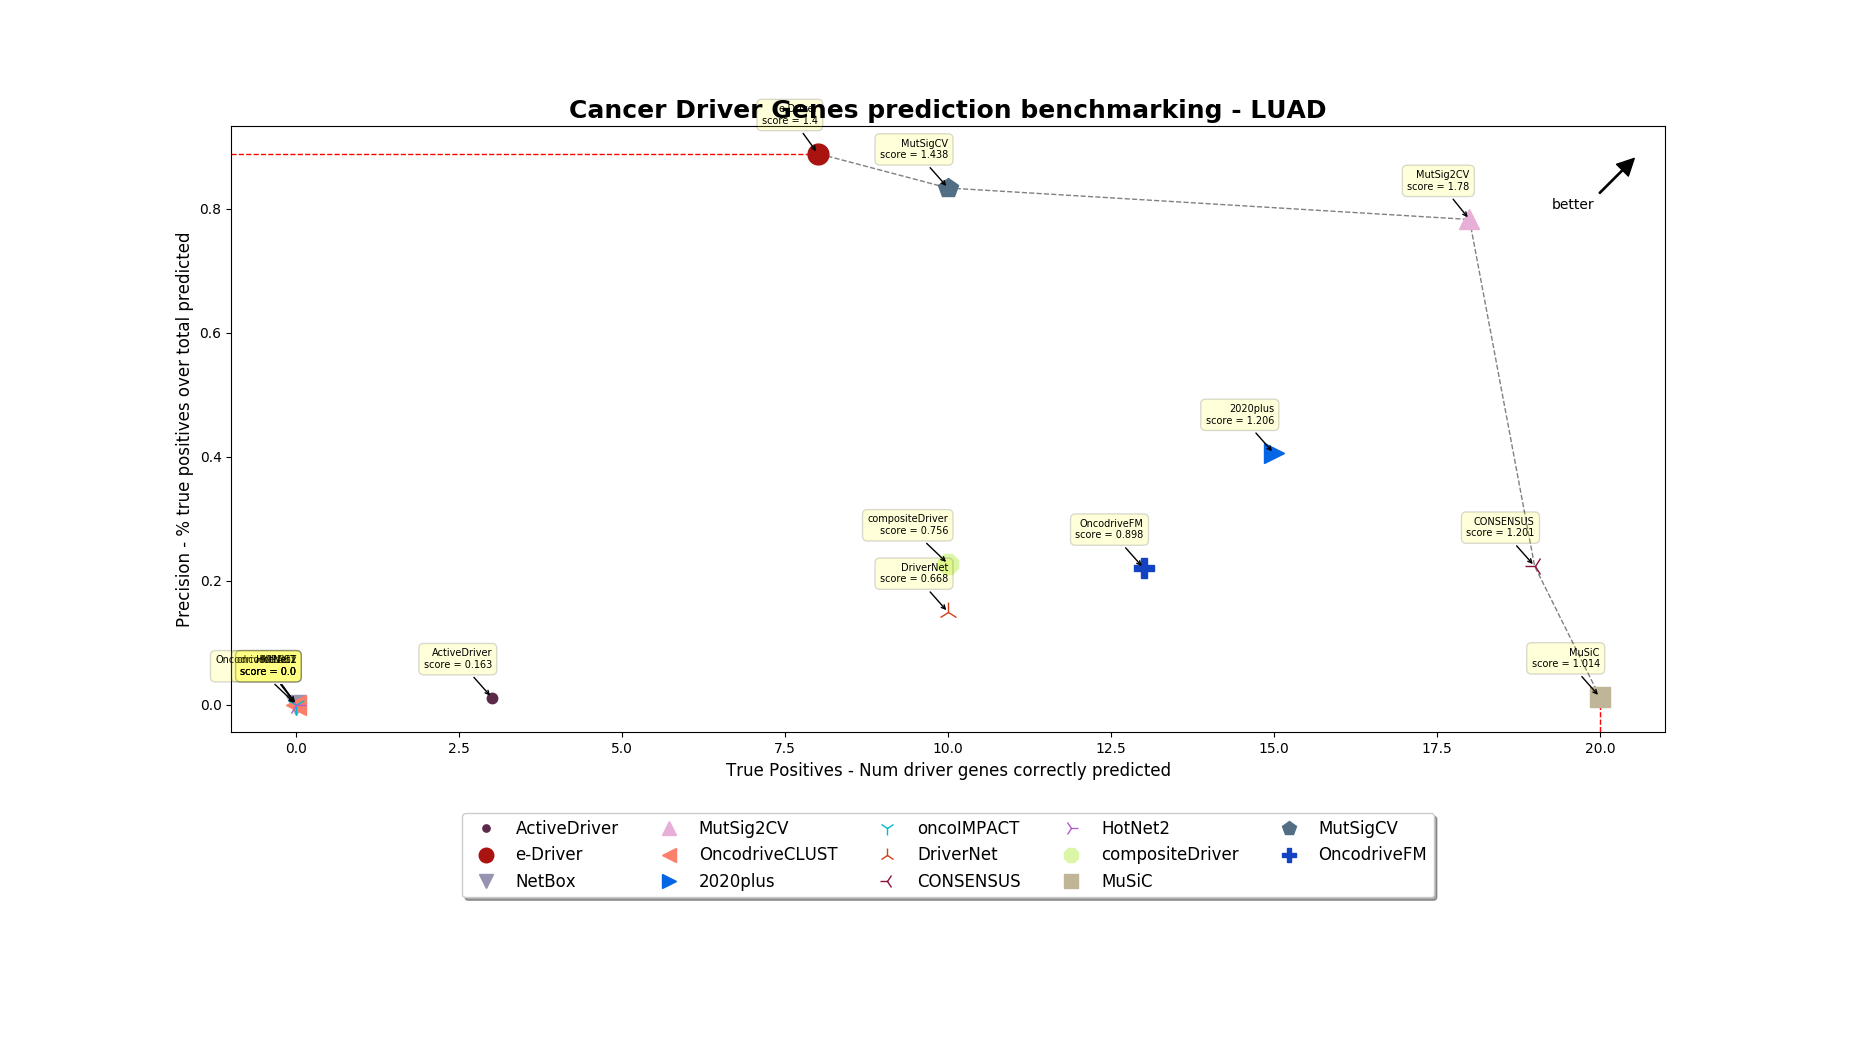 Cancer Driver Genes prediction benchmarking - LUAD
score = 1.4
MutSigCV
score = 1.438
MutSig2CV
score = 1.78
better
2020plus
score = 1.206
compositeDriver
score = 0.756
OncodriveFM
score = 0.898
CONSENSUS
score = 1.201
DriverNet
score = 0.668
ActiveDriver
score = 0.163
MuSiC
score = 1.014
score = 0.0
Precision - % true positives over total predicted
0.8
0.6
0.4
0.2
0.0
0.0 2.5 5.0 7.5 10.0 12.5 15.0 17.5 20.0
True Positives - Num driver genes correctly predicted
ActiveDriver MutSig2CV oncoIMPACT HotNet2 MutSigCV
e-Driver OncodriveCLUST DriverNet compositeDriver OncodriveFM
NetBox 2020plus CONSENSUS MuSiC